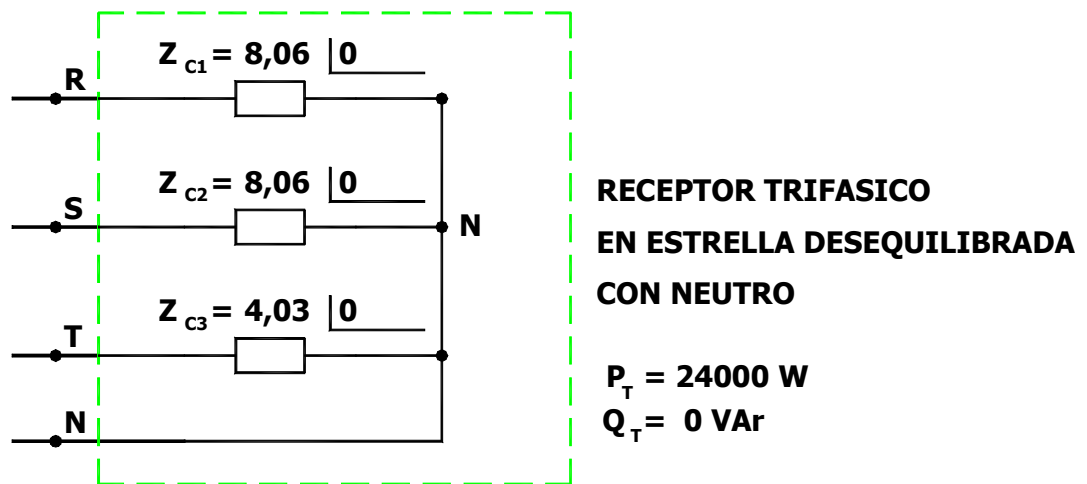 Z C1 = 8,06 |0
R
Z C2 = 8,06 |0
S
N
Z C3 = 4,03 |0
T
N
RECEPTOR TRIFASICO
EN ESTRELLA DESEQUILIBRADA
CON NEUTRO
P T = 24000 W
Q T = 0 VAr